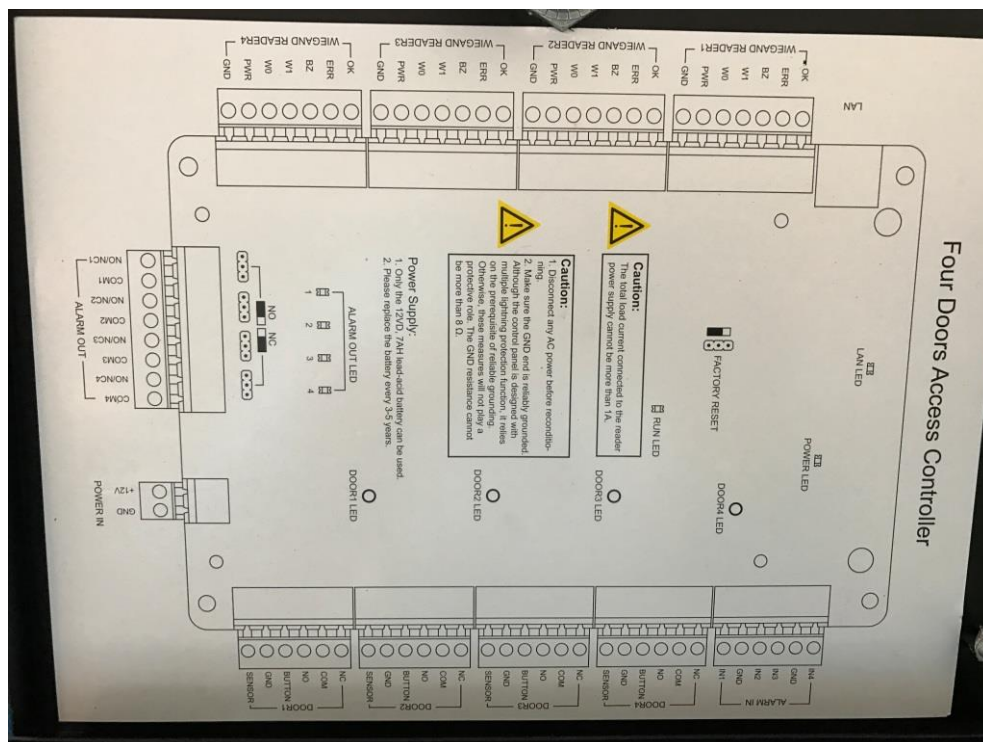 Four Doors Access Controller
LAN
WIEGAND READER1
OK
ERR
BZ
W1
W0
PWR
GND
WIEGAND READER2
OK
ERR
BZ
W1
W0
PWR
GND
WIEGAND READER3
OK
ERR
BZ
W1
W0
PWR
GND
WIEGAND READER4
OK
ERR
BZ
W1
W0
PWR
GND
LAN LED
POWER LED
FACTORY RESET
DOOR4 LED
RUN LED
Caution:
The total load current connected to the reader
power supply cannot be more than 1A.
DOOR3 LED
Caution:
1. Disconnect any AC power before reconditio-
ning.
2. Make sure the GND end is reliably grounded.
Although the control panel is designed with
multiple lightning protection function, it relies
on the prerequisite of reliable grounding.
Otherwise, these measures will not play a
protective role. The GND resistance cannot
be more than 8 Ω.
DOOR2 LED
Power Supply:
1. Only the 12VD, 7AH lead-acid battery can be used.
2. Please replace the battery every 3-5 years.
DOOR1 LED
ALARM OUT LED
1
2
3
4
NO
NC
ALARM IN
IN4
GND
IN3
IN2
GND
IN1
DOOR4
NC
COM
NO
BUTTON
GND
SENSOR
DOOR3
NC
COM
NO
BUTTON
GND
SENSOR
DOOR2
NC
COM
NO
BUTTON
GND
SENSOR
DOOR1
NC
COM
NO
BUTTON
GND
SENSOR
NO/NC1
COM1
NO/NC2
COM2
NO/NC3
COM3
NO/NC4
COM4
ALARM OUT
+12V
GND
POWER IN